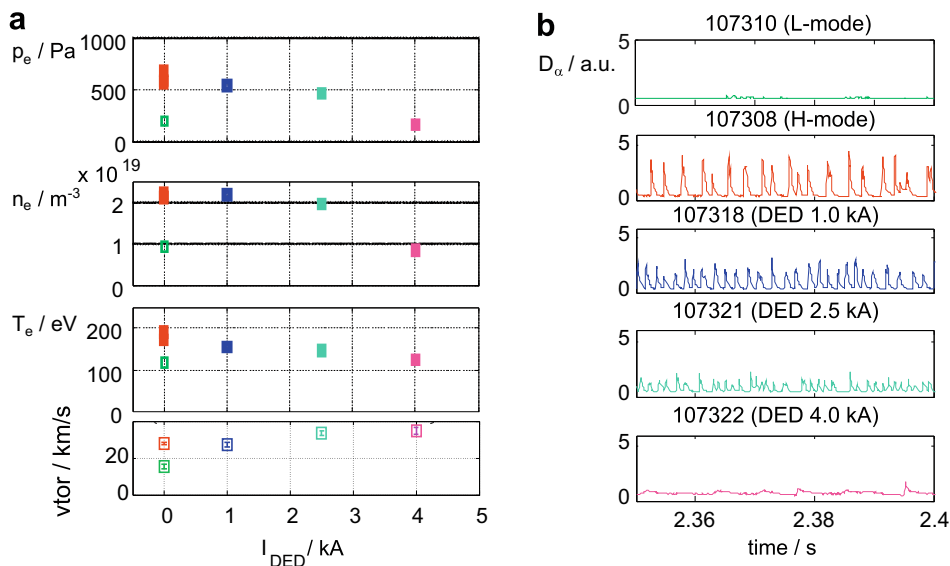 a
p_e / Pa
1000
500
0
x 10^19
n_e / m^-3
2
1
0
T_e / eV
200
100
0
vtor / km/s
20
0
0 1 2 3 4 5
I_DED / kA
b
107310 (L-mode)
D_α / a.u.
5
0
107308 (H-mode)
5
0
107318 (DED 1.0 kA)
5
0
107321 (DED 2.5 kA)
5
0
107322 (DED 4.0 kA)
5
0
2.36 2.38 2.4
time / s